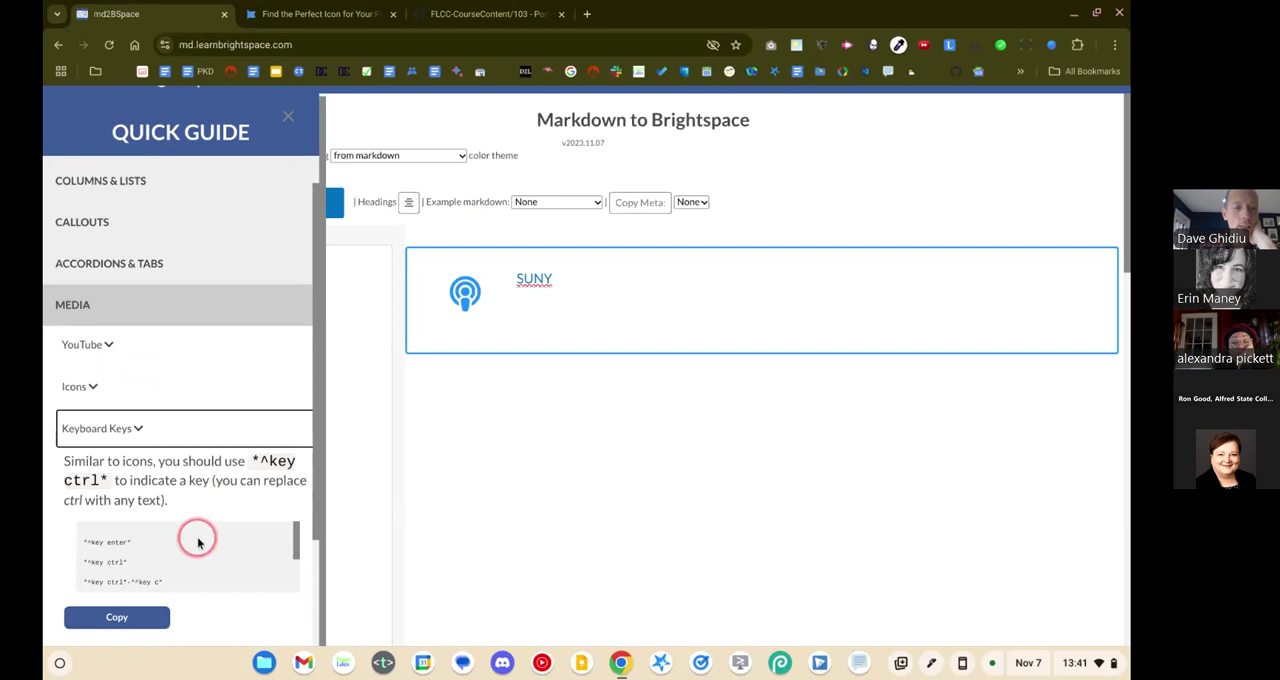 md2BSpace
Find the Perfect Icon for Your P
FLCC-CourseContent/103 - Po
md.learnbrightspace.com
PKD
All Bookmarks
QUICK GUIDE
COLUMNS & LISTS
CALLOUTS
ACCORDIONS & TABS
MEDIA
YouTube
Icons
Keyboard Keys
Similar to icons, you should use *^key
ctrl* to indicate a key (you can replace
ctrl with any text).
*^key enter*
*^key ctrl*
*^key ctrl*-*^key c*
Copy
Markdown to Brightspace
v2023.11.07
from markdown color theme
| Headings | Example markdown: None | Copy Meta: None
SUNY
Dave Ghidiu
Erin Maney
alexandra pickett
Ron Good, Alfred State Coll...
Nov 7 13:41